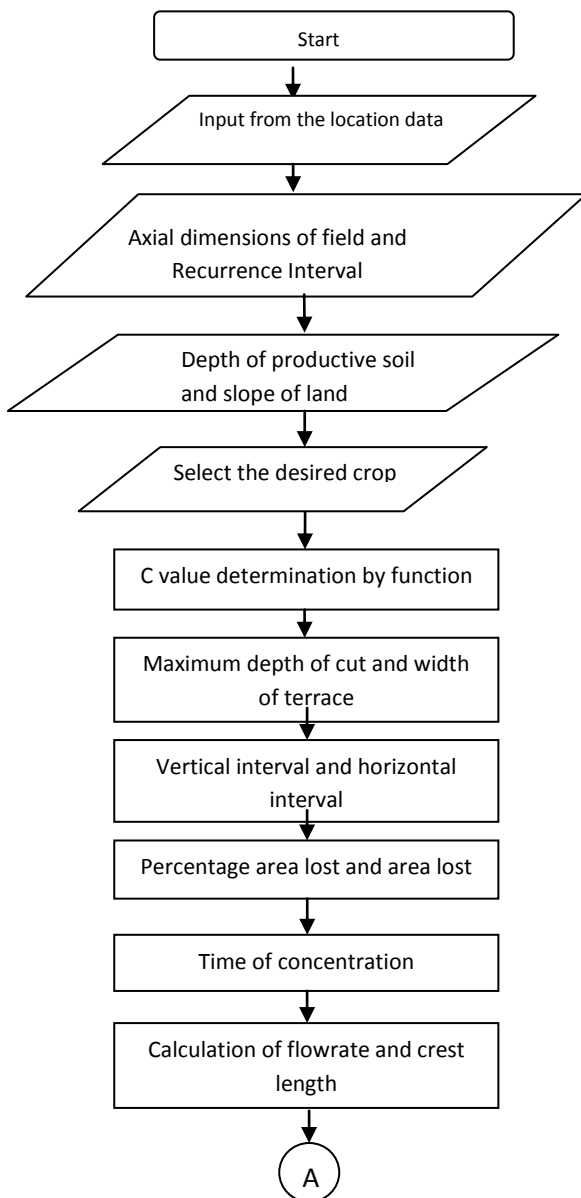 Start
Input from the location data
Axial dimensions of field and
Recurrence Interval
Depth of productive soil
and slope of land
Select the desired crop
C value determination by function
Maximum depth of cut and width
of terrace
Vertical interval and horizontal
interval
Percentage area lost and area lost
Time of concentration
Calculation of flowrate and crest
length
A